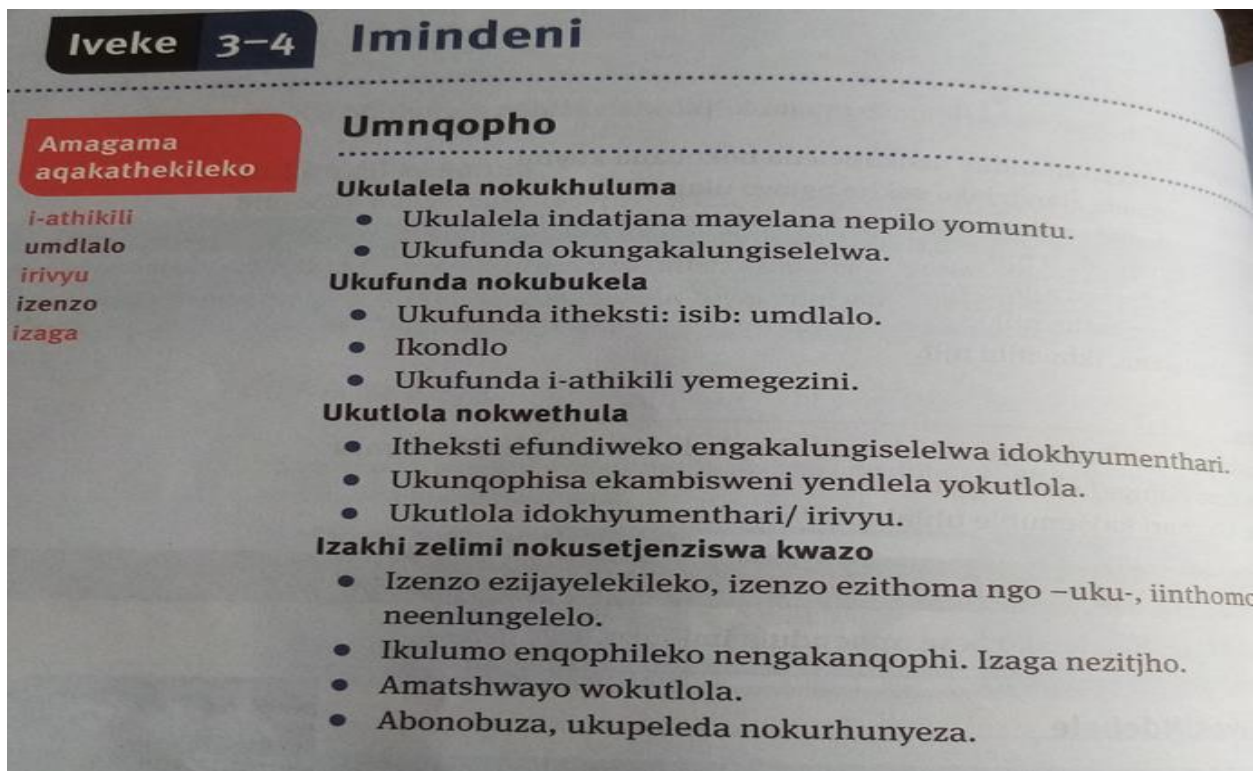 Iveke 3–4 Imindeni
Amagama
aqakathekileko
i-athikili
umdlalo
irivyu
izenzo
izaga
Umnqopho
Ukulalela nokukhuluma
• Ukulalela indatjana mayelana nepilo yomuntu.
• Ukufunda okungakalungiselelwa.
Ukufunda nokubukela
• Ukufunda itheksti: isib: umdlalo.
• Ikondlo
• Ukufunda i-athikili yemegezini.
Ukutlola nokwethula
• Itheksti efundiweko engakalungiselelwa idokhyumenthari.
• Ukunqophisa ekambisweni yendlela yokutlola.
• Ukutlola idokhyumenthari/ irivyu.
Izakhi zelimi nokusetjenziswa kwazo
• Izenzo ezijayelekileko, izenzo ezithoma ngo –uku-, iinthomo
neenlungelelo.
• Ikulumo enqophileko nengakanqophi. Izaga nezitjho.
• Amatshwayo wokutlola.
• Abonobuza, ukupeleda nokurhunyeza.